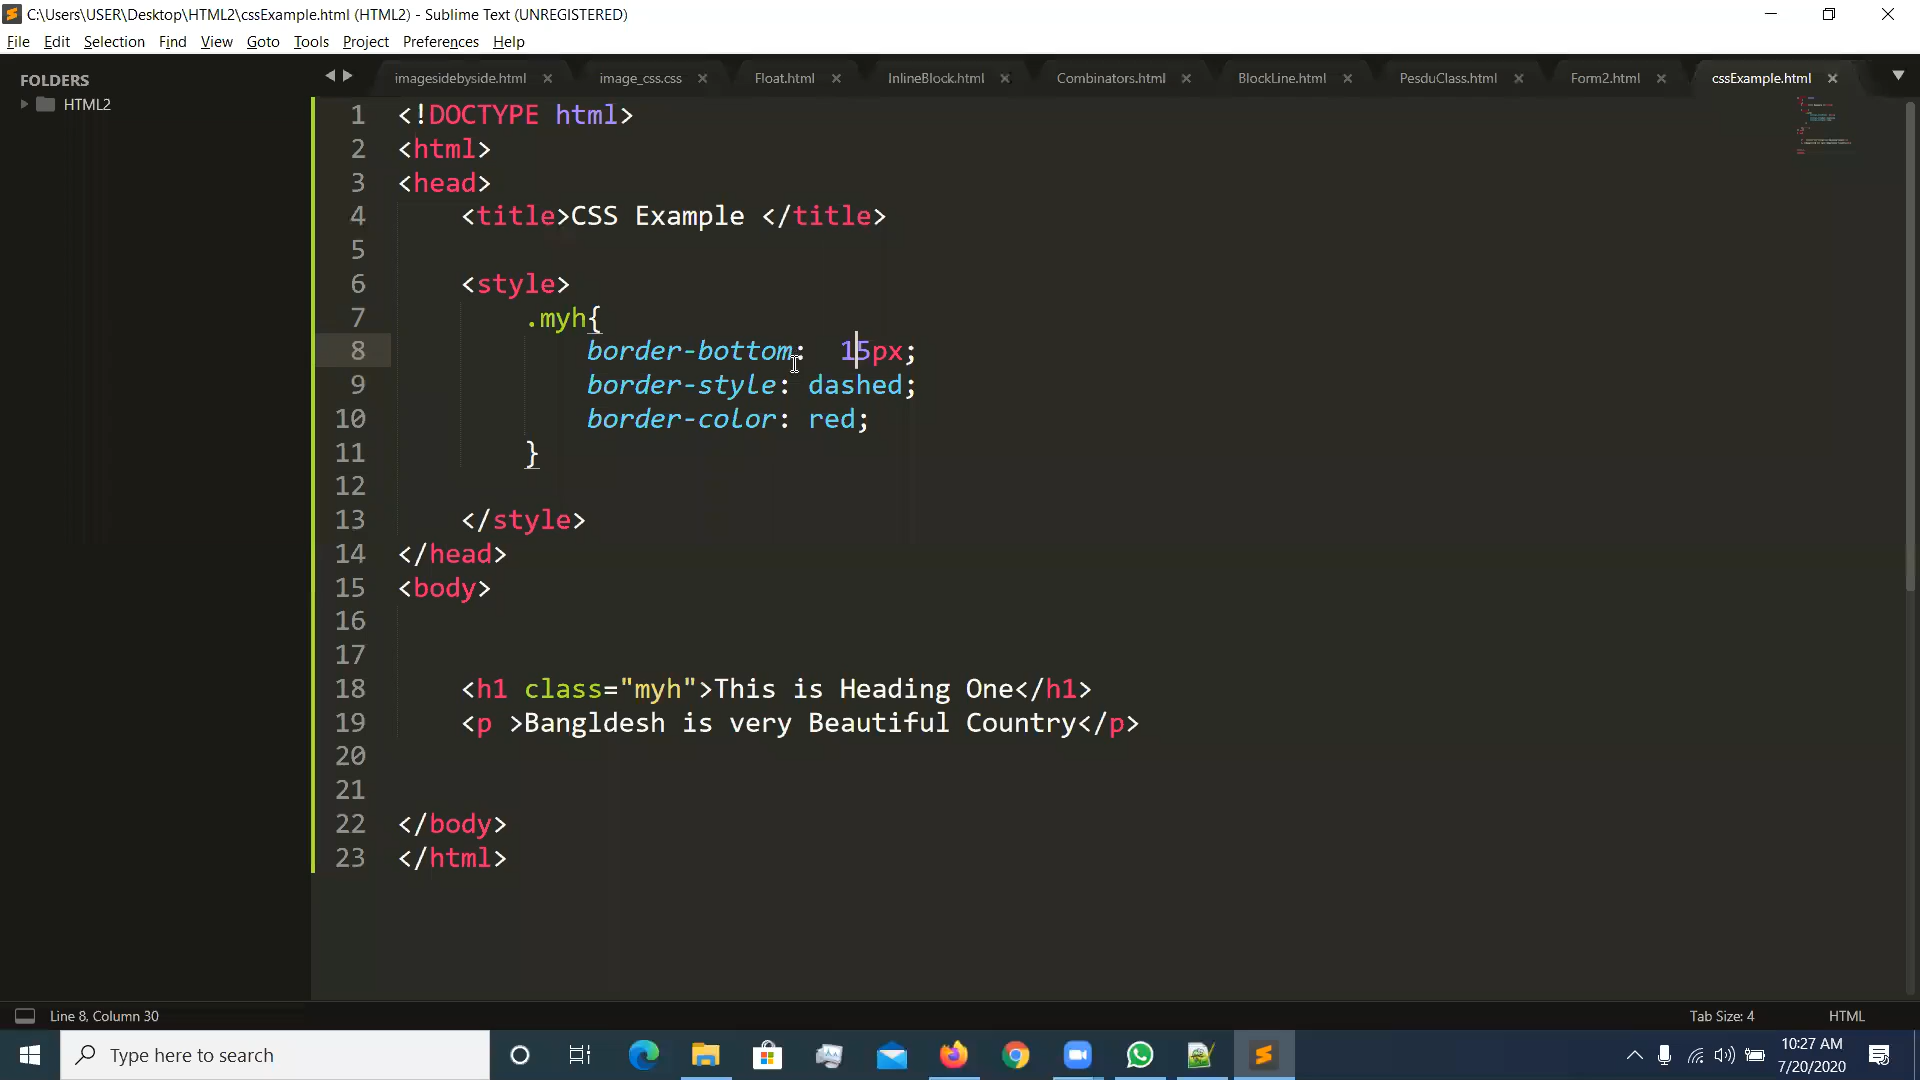 C:\Users\USER\Desktop\HTML2\cssExample.html (HTML2) - Sublime Text (UNREGISTERED)
File Edit Selection Find View Goto Tools Project Preferences Help
FOLDERS
HTML2
imagesidebyside.html image_css.css Float.html InlineBlock.html Combinators.html BlockLine.html PesduClass.html Form2.html cssExample.html
1 <!DOCTYPE html>
2 <html>
3 <head>
4 <title>CSS Example </title>
5
6 <style>
7 .myh{
8 border-bottom:  15px;
9 border-style: dashed;
10 border-color: red;
11 }
12
13 </style>
14 </head>
15 <body>
16
17
18 <h1 class="myh">This is Heading One</h1>
19 <p >Bangldesh is very Beautiful Country</p>
20
21
22 </body>
23 </html>
Line 8, Column 30 Tab Size: 4 HTML
Type here to search
10:27 AM
7/20/2020